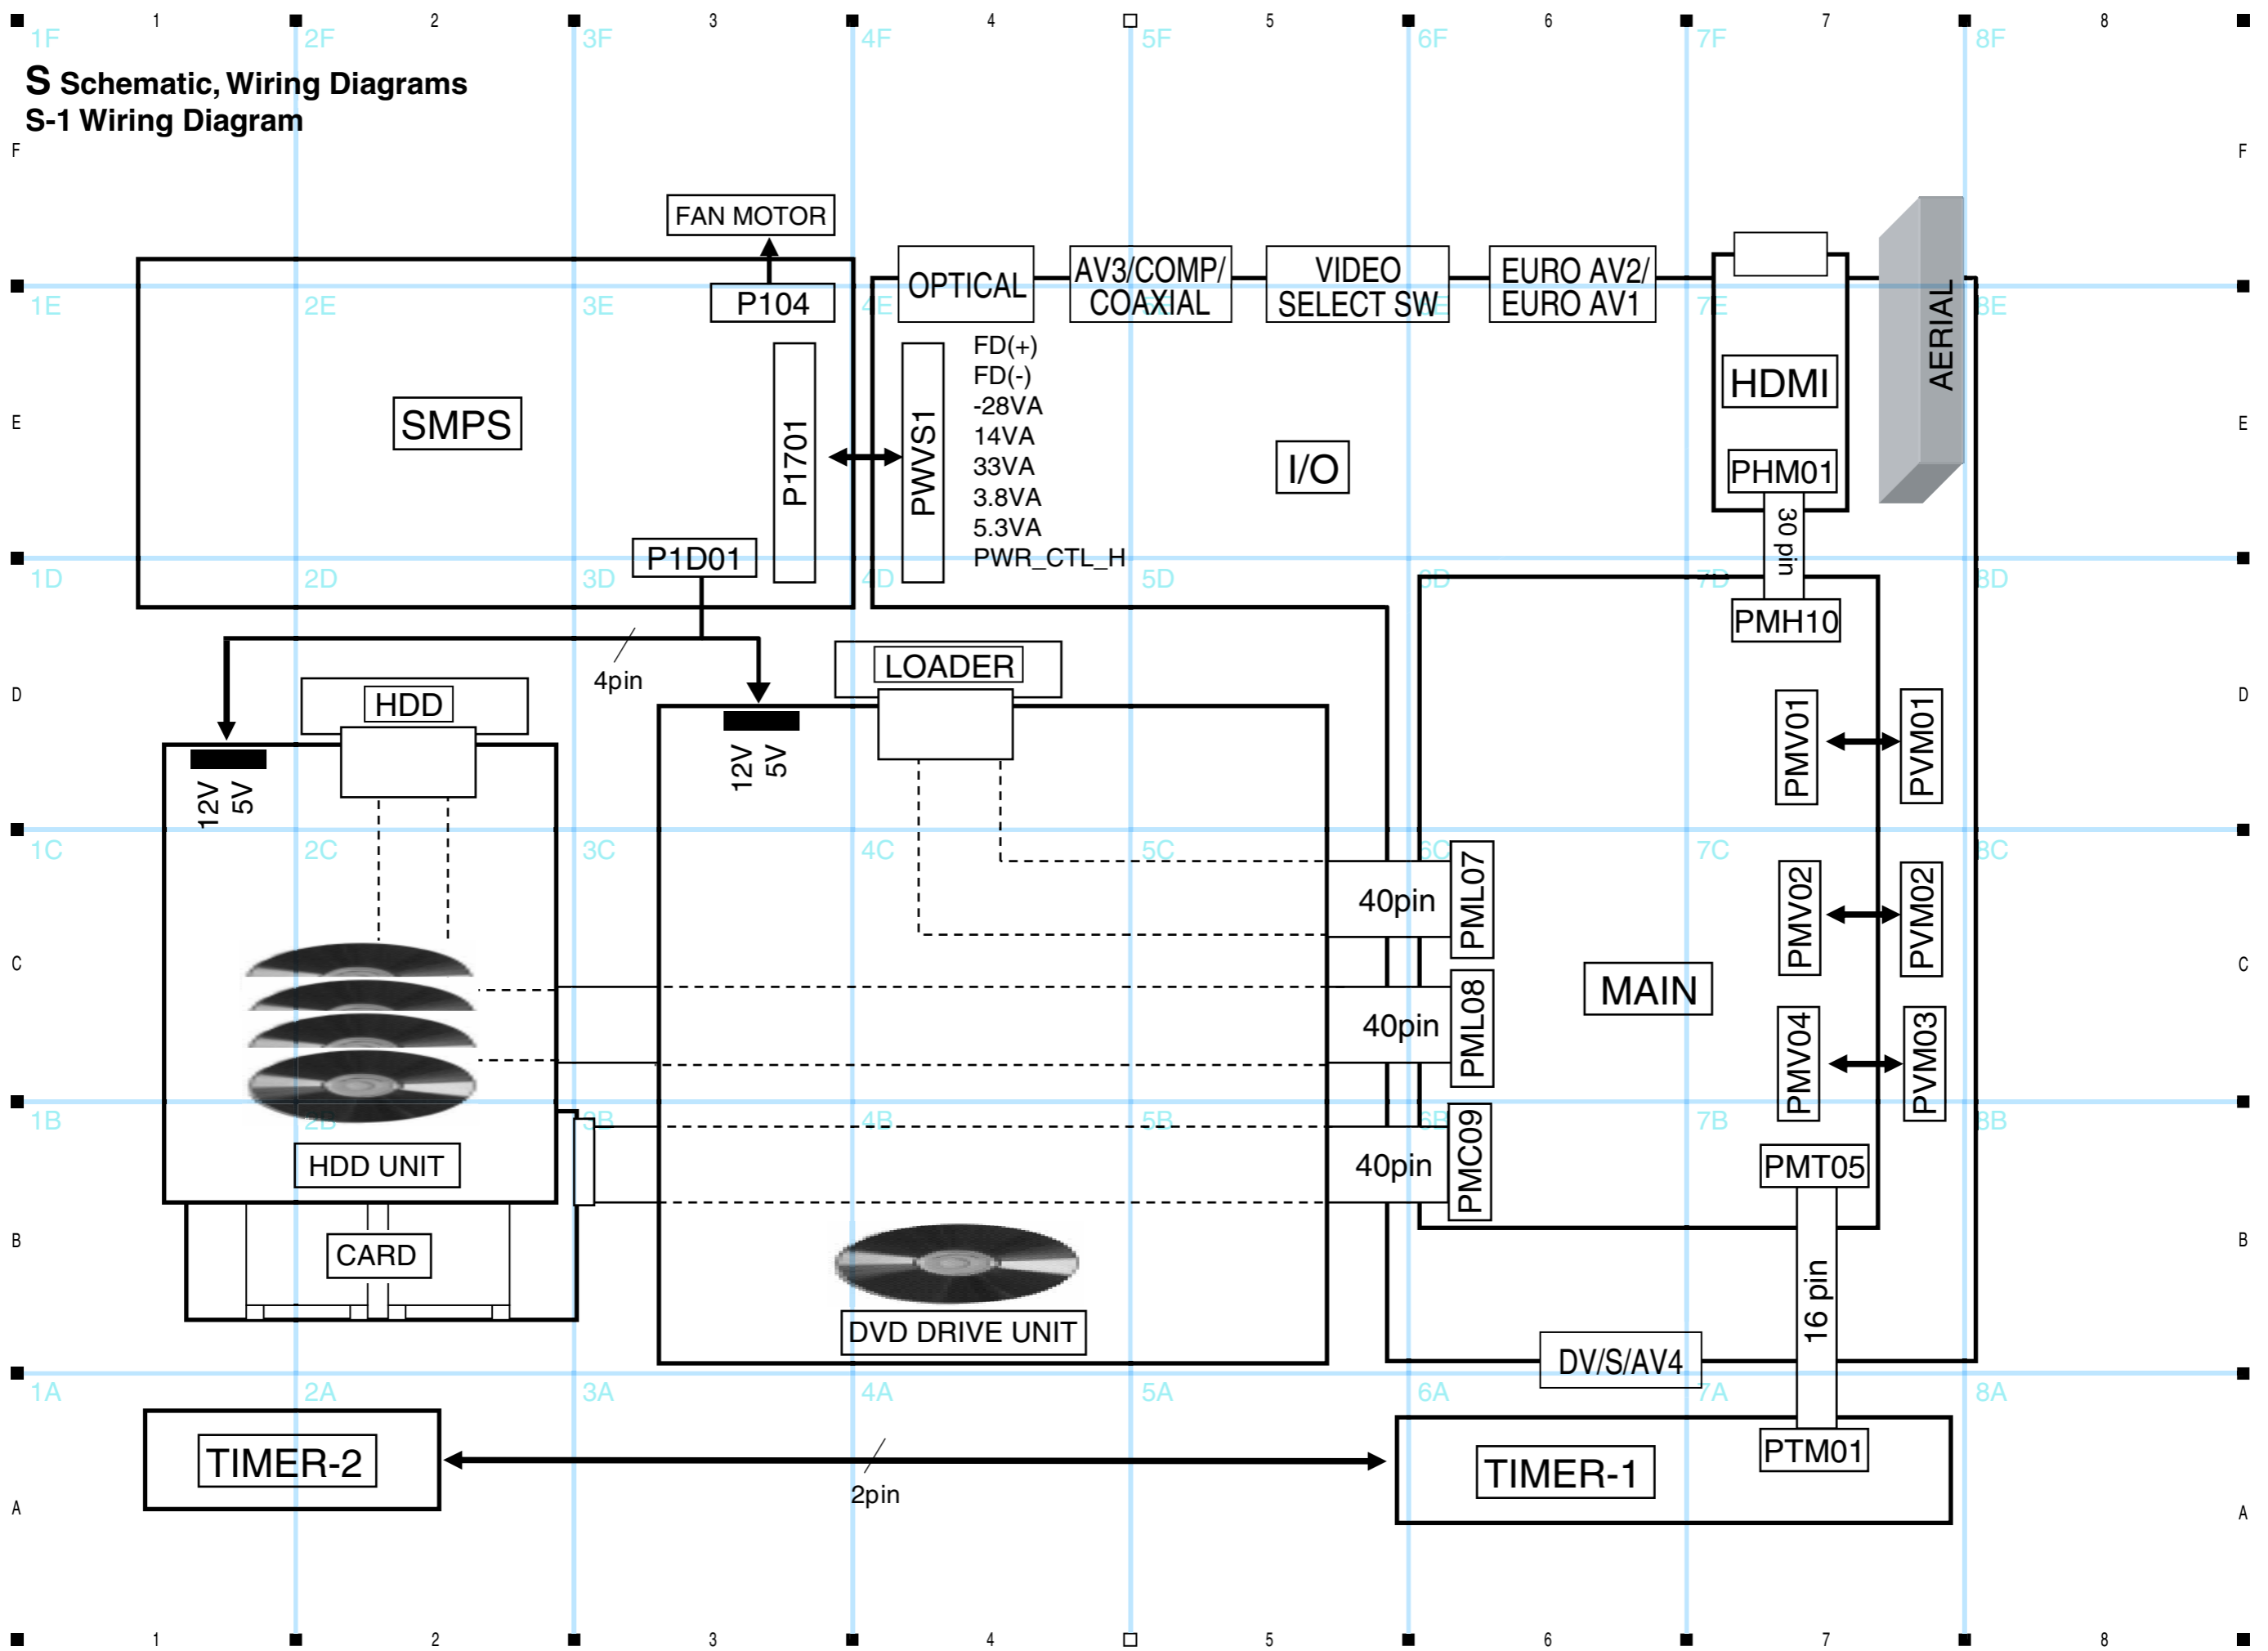 1 2 3 4 5 6 7 8
1F 2F 3F 4F 5F 6F 7F 8F
S Schematic, Wiring Diagrams
S-1 Wiring Diagram
F F
FAN MOTOR
OPTICAL
AV3/COMP/
COAXIAL
VIDEO
SELECT SW
EURO AV2/
EURO AV1
P104
1E 2E 3E 4E 5E 6E 7E 8E
AERIAL
FD(+)
FD(-)
-28VA
14VA
33VA
3.8VA
5.3VA
PWR_CTL_H
HDMI
E E
SMPS
P1701
PWVS1
I/O
PHM01
30 pin
P1D01
1D 2D 3D 4D 5D 6D 7D 8D
PMH10
4pin
LOADER
D D
HDD
12V
5V
12V
5V
PMV01
PVM01
1C 2C 3C 4C 5C 6C 7C 8C
40pin
PML07
PMV02
PVM02
C C
MAIN
40pin
PML08
PMV04
PVM03
1B 2B 3B 4B 5B 6B 7B 8B
HDD UNIT
40pin
PMC09
PMT05
B B
CARD
16 pin
DVD DRIVE UNIT
DV/S/AV4
1A 2A 3A 4A 5A 6A 7A 8A
TIMER-2
2pin
TIMER-1
PTM01
A A
1 2 3 4 5 6 7 8